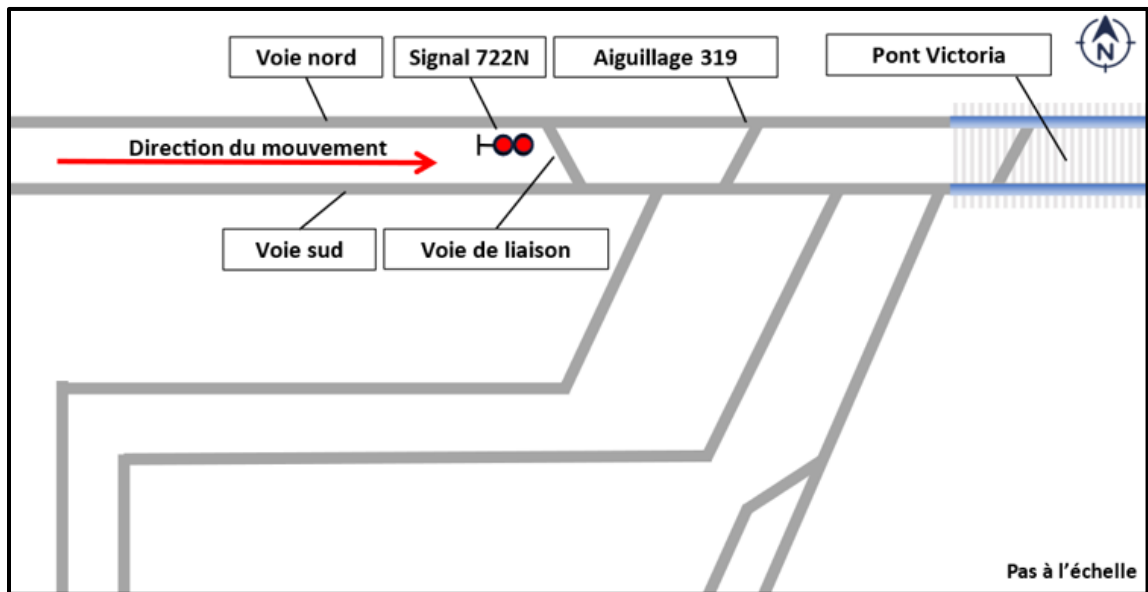 Voie nord
Signal 722N
Aiguillage 319
Pont Victoria
N
Direction du mouvement
Voie sud
Voie de liaison
Pas à l'échelle